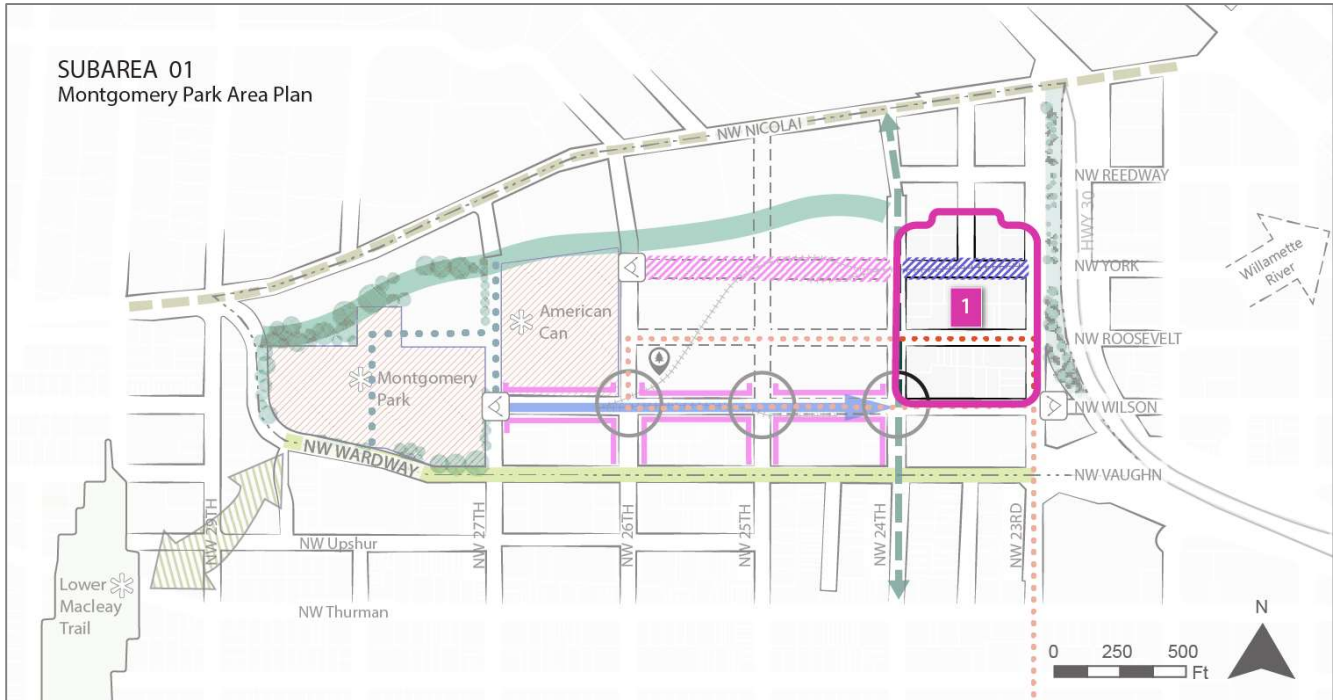 SUBAREA 01
Montgomery Park Area Plan
NW NICOLAI
NW REEDWAY
HWY 30
NW YORK
Willamette
River
1
American
Can
NW ROOSEVELT
Montgomery
Park
NW WILSON
NW WARDWAY
NW VAUGHN
NW 29TH
NW 27TH
NW 26TH
NW 25TH
NW 24TH
NW 23RD
NW Upshur
Lower
Macleay
Trail
NW Thurman
N
0 250 500
Ft